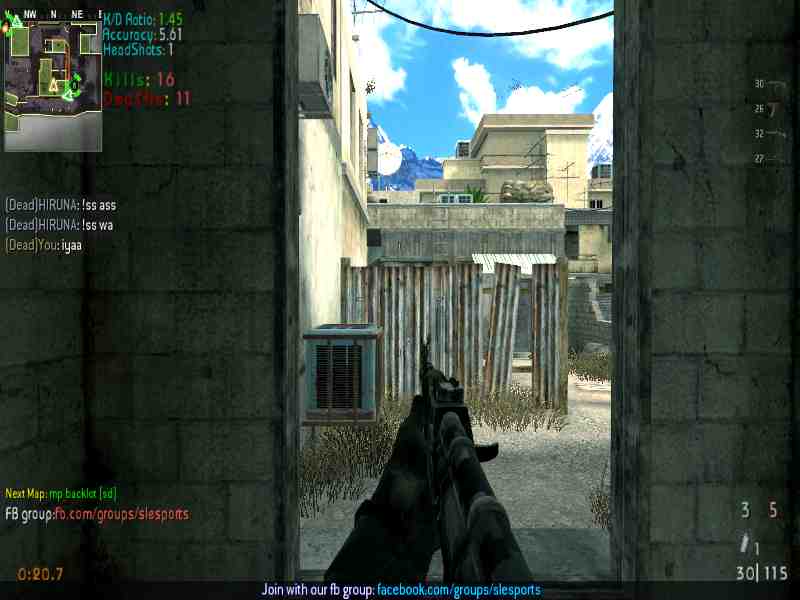 NW N NE E
K/D Ratio: 1.45
Accuracy: 5.61
HeadShots: 1
Kills: 16
Deaths: 11
30
26
32
27
(Dead)HIRUNA: !ss ass
(Dead)HIRUNA: !ss wa
(Dead)You: iyaa
Next Map: mp backlot [sd]
FB group:fb.com/groups/slesports
3 5
1
0:20.7
30|115
Join with our fb group: facebook.com/groups/slesports